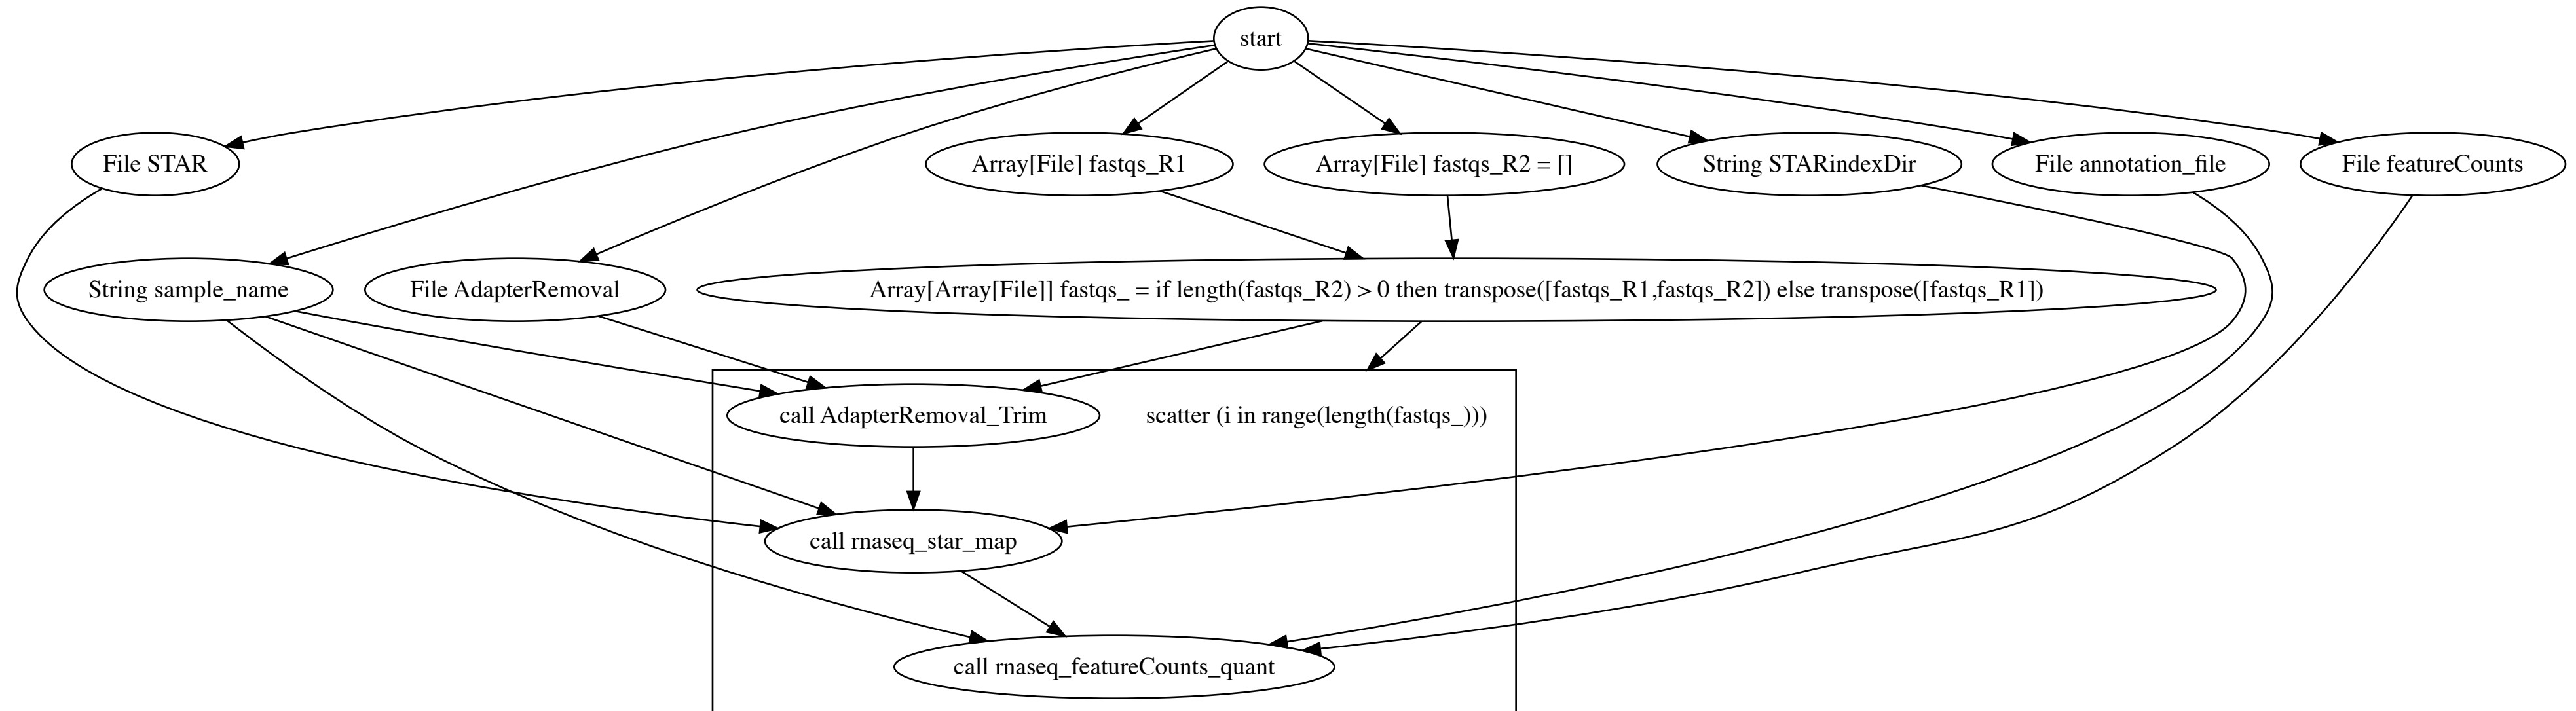 start
File STAR
Array[File] fastqs_R1
Array[File] fastqs_R2 = []
String STARindexDir
File annotation_file
File featureCounts
String sample_name
File AdapterRemoval
Array[Array[File]] fastqs_ = if length(fastqs_R2) > 0 then transpose([fastqs_R1,fastqs_R2]) else transpose([fastqs_R1])
call AdapterRemoval_Trim
scatter (i in range(length(fastqs_)))
call rnaseq_star_map
call rnaseq_featureCounts_quant